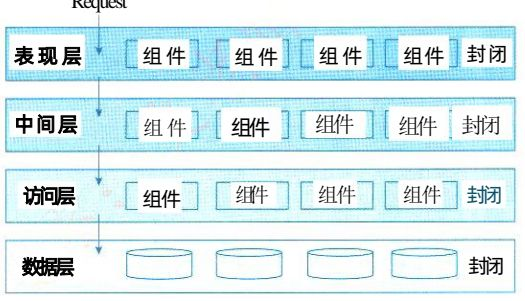 Request
表现层 组件 组件 组件 组件 封闭
中间层 组件 组件 组件 组件 封闭
访问层 组件 组件 组件 组件 封闭
数据层 封闭